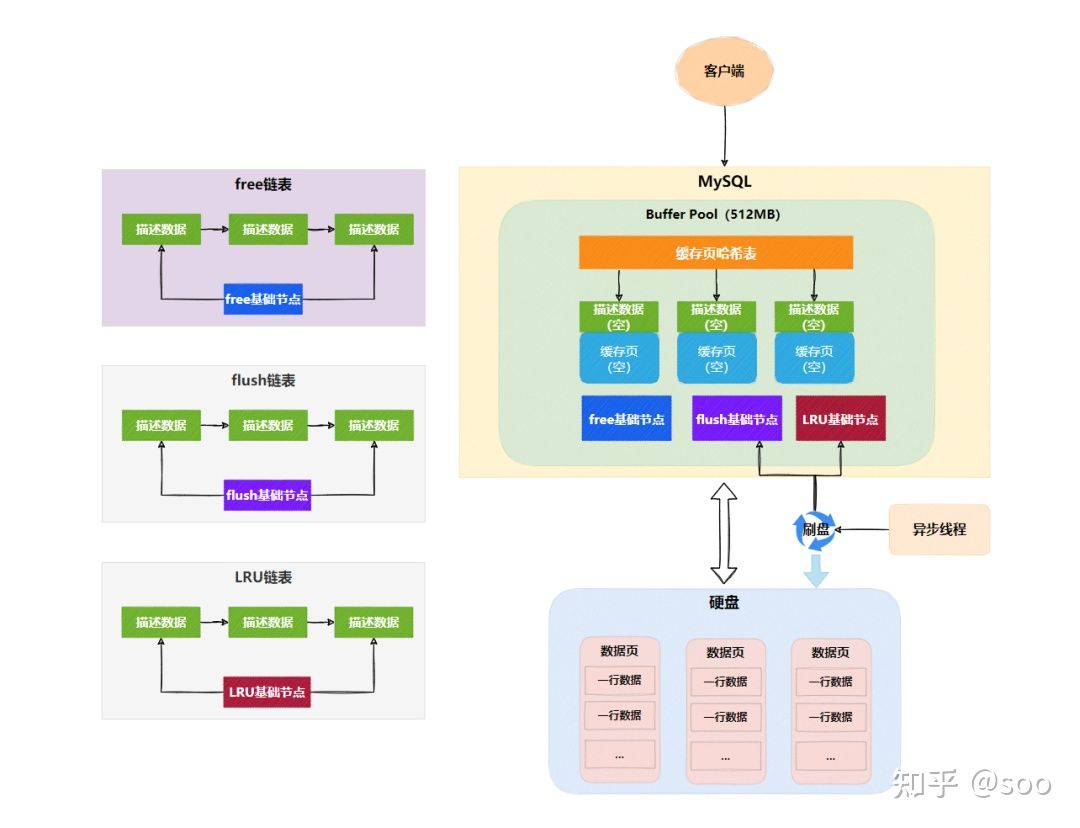 客户端
free链表
描述数据
描述数据
描述数据
free基础节点
flush链表
描述数据
描述数据
描述数据
flush基础节点
LRU链表
描述数据
描述数据
描述数据
LRU基础节点
MySQL
Buffer Pool（512MB）
缓存页哈希表
描述数据
(空)
描述数据
(空)
描述数据
(空)
缓存页
(空)
缓存页
(空)
缓存页
(空)
free基础节点
flush基础节点
LRU基础节点
刷盘
异步线程
硬盘
数据页
一行数据
一行数据
...
数据页
一行数据
一行数据
...
数据页
一行数据
一行数据
...
知乎 @soo